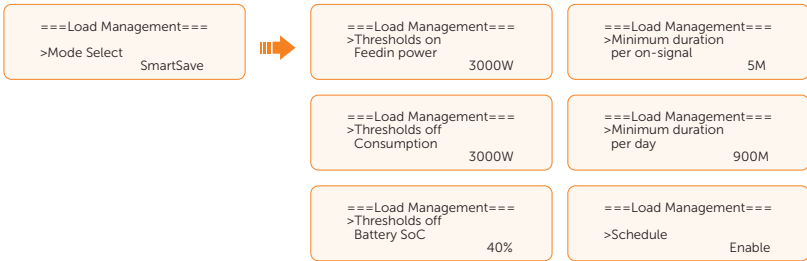 ===Load Management===
>Mode Select
SmartSave
===Load Management===
>Thresholds on
Feedin power
3000W
===Load Management===
>Minimum duration
per on-signal
5M
===Load Management===
>Thresholds off
Consumption
3000W
===Load Management===
>Minimum duration
per day
900M
===Load Management===
>Thresholds off
Battery SoC
40%
===Load Management===
>Schedule
Enable